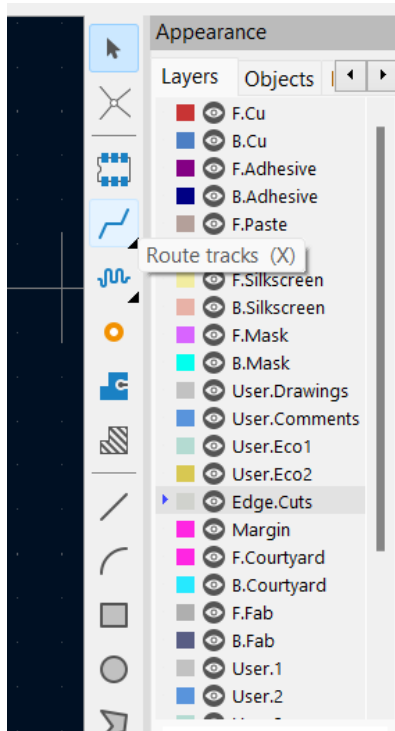 Appearance
Layers Objects
F.Cu
B.Cu
F.Adhesive
B.Adhesive
F.Paste
Route tracks (X)
F.Silkscreen
B.Silkscreen
F.Mask
B.Mask
User.Drawings
User.Comments
User.Eco1
User.Eco2
Edge.Cuts
Margin
F.Courtyard
B.Courtyard
F.Fab
B.Fab
User.1
User.2